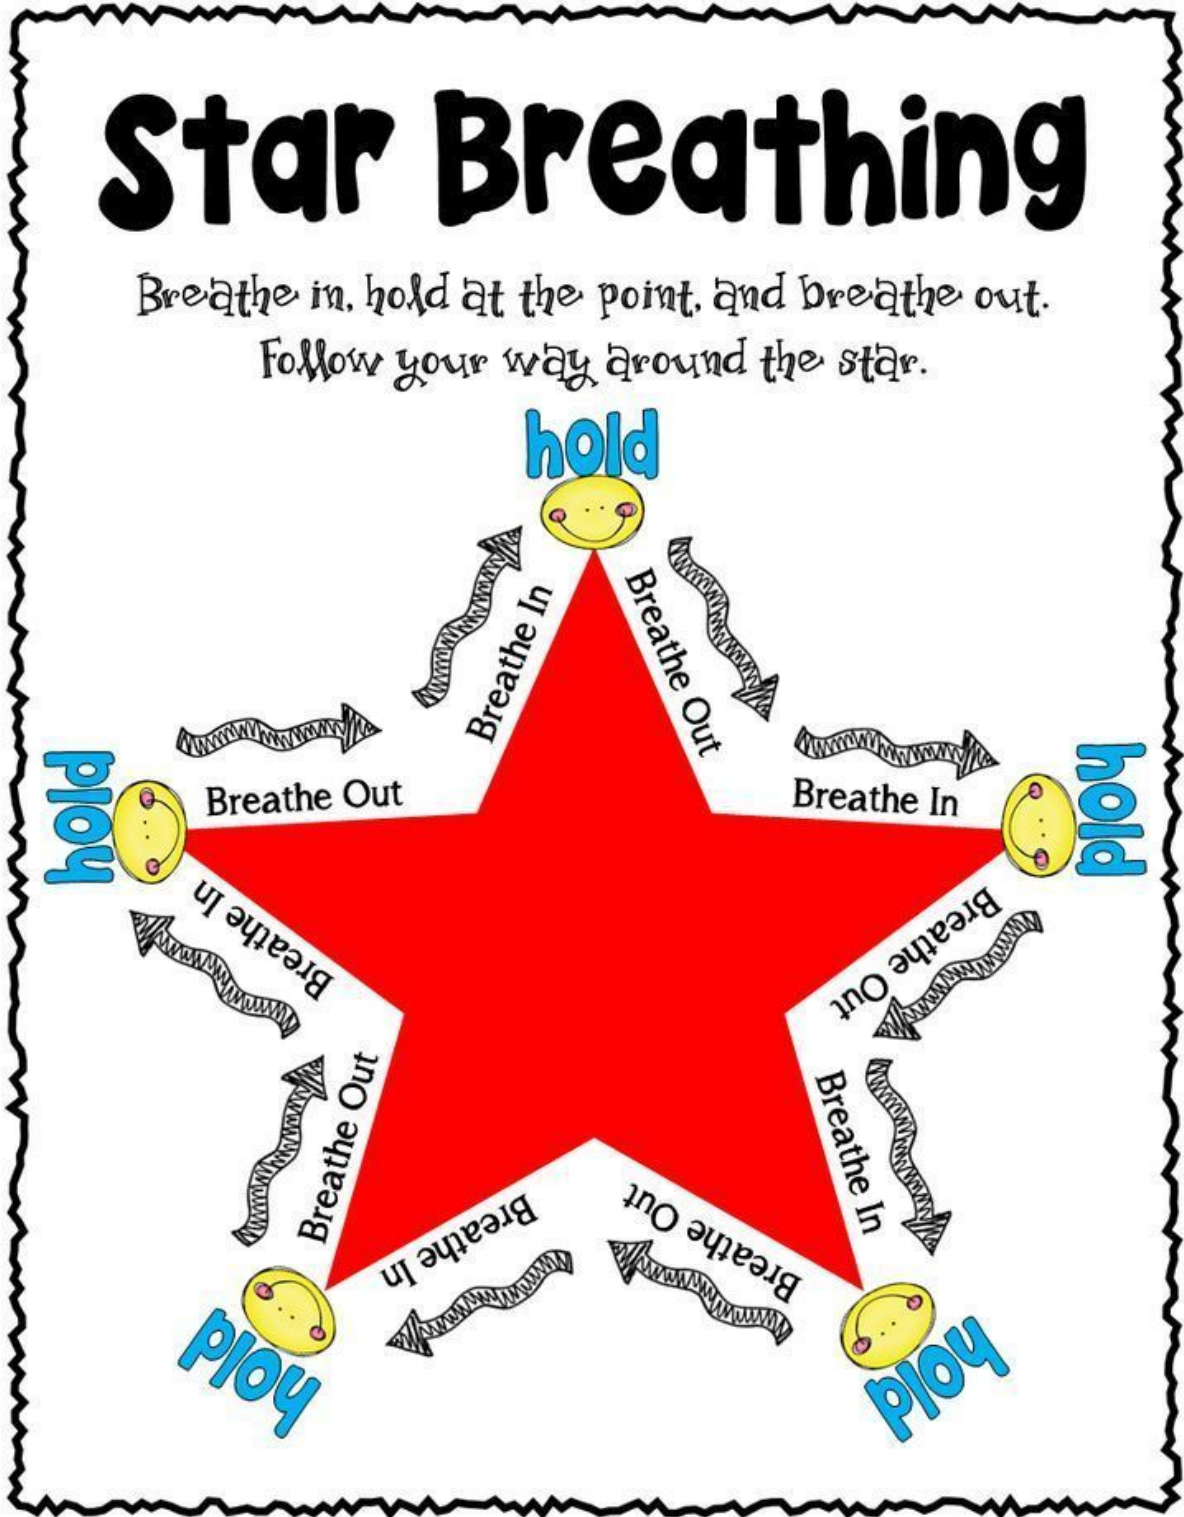 Star Breathing
Breathe in, hold at the point, and breathe out.
Follow your way around the star.
hold
Breathe In
Breathe Out
hold
Breathe Out
Breathe In
hold
Breathe In
Breathe Out
Breathe Out
Breathe In
Breathe In
Breathe Out
hold
hold